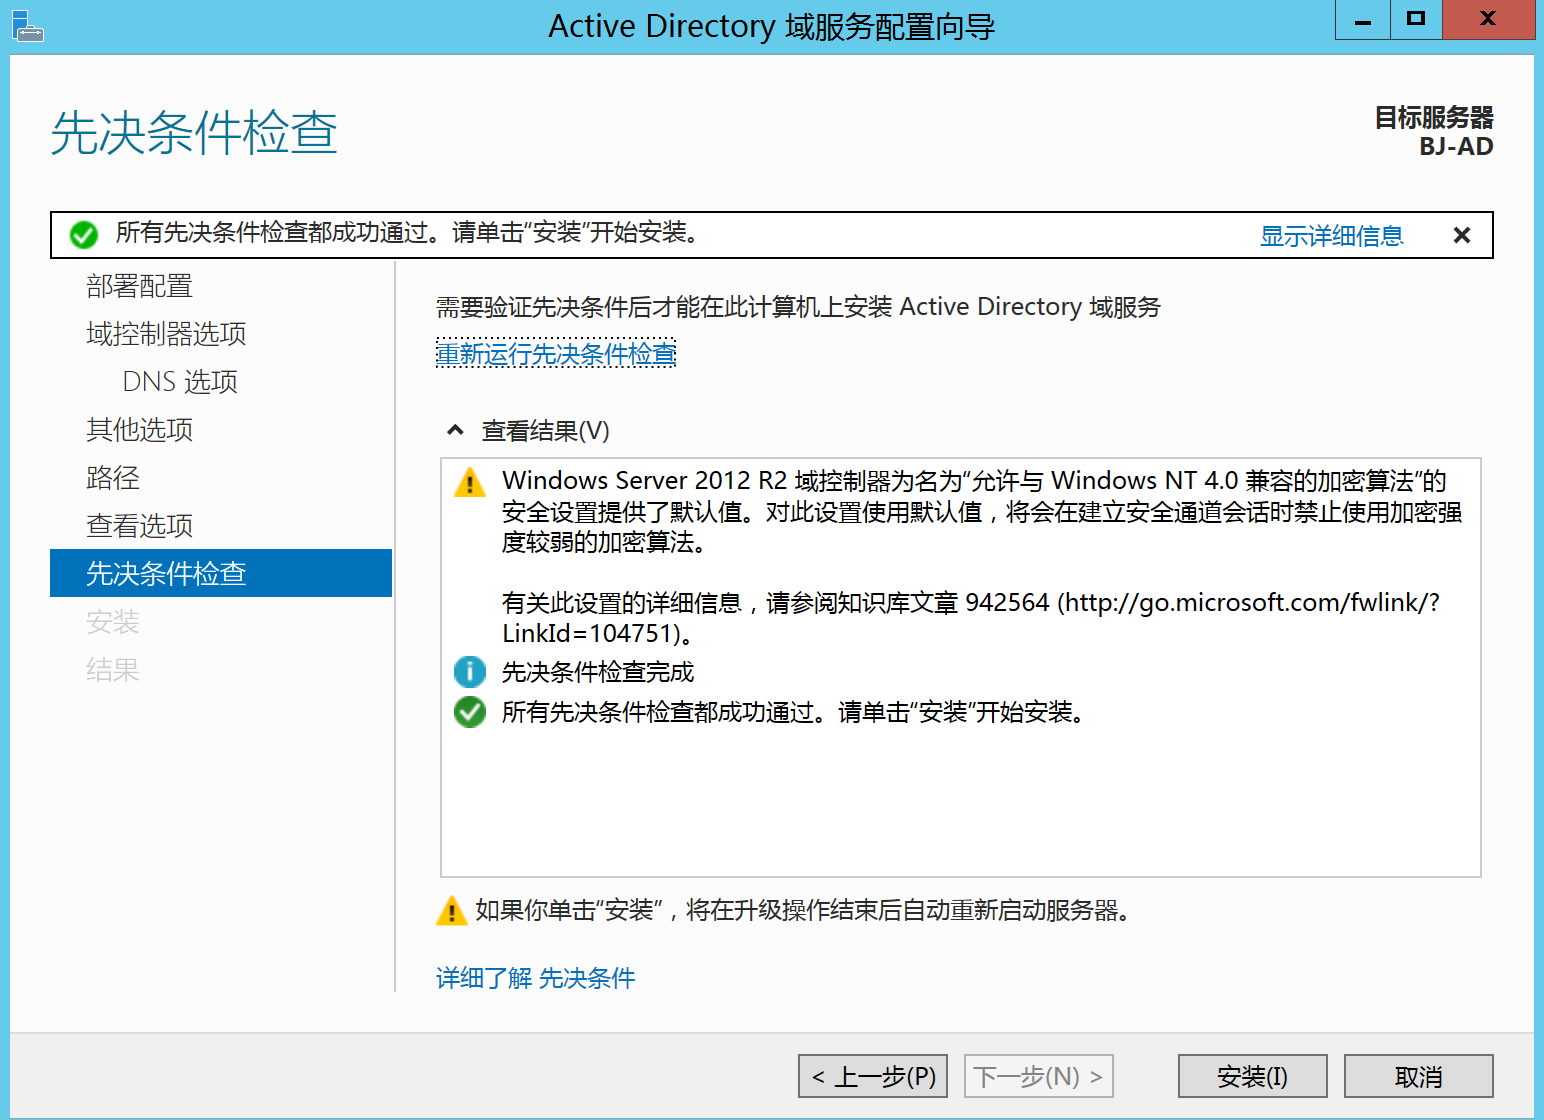 Active Directory 域服务配置向导
先决条件检查
目标服务器
BJ-AD
所有先决条件检查都成功通过。请单击“安装”开始安装。
显示详细信息
部署配置
域控制器选项
DNS 选项
其他选项
路径
查看选项
先决条件检查
安装
结果
需要验证先决条件后才能在此计算机上安装 Active Directory 域服务
重新运行先决条件检查
查看结果(V)
Windows Server 2012 R2 域控制器为名为“允许与 Windows NT 4.0 兼容的加密算法”的
安全设置提供了默认值。对此设置使用默认值，将会在建立安全通道会话时禁止使用加密强
度较弱的加密算法。
有关此设置的详细信息，请参阅知识库文章 942564 (http://go.microsoft.com/fwlink/?
LinkId=104751)。
先决条件检查完成
所有先决条件检查都成功通过。请单击“安装”开始安装。
如果你单击“安装”，将在升级操作结束后自动重新启动服务器。
详细了解 先决条件
< 上一步(P)
下一步(N) >
安装(I)
取消